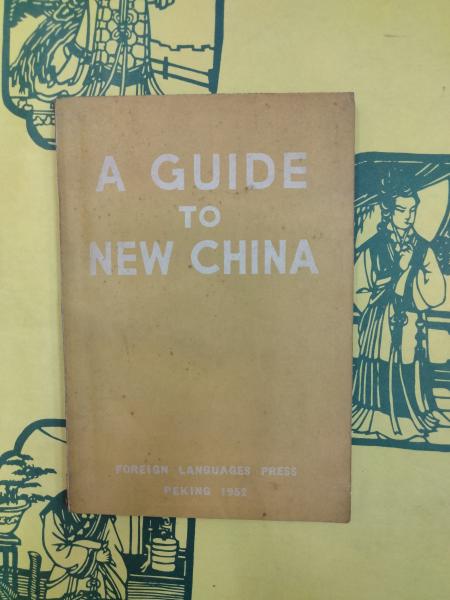 A GUIDE
TO
NEW CHINA
FOREIGN LANGUAGES PRESS
PEKING 1952